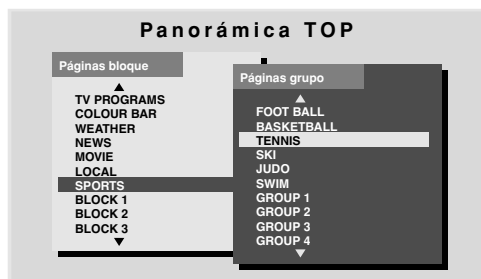 Panorámica TOP
Páginas bloque
TV PROGRAMS
COLOUR BAR
WEATHER
NEWS
MOVIE
LOCAL
SPORTS
BLOCK 1
BLOCK 2
BLOCK 3
Páginas grupo
FOOT BALL
BASKETBALL
TENNIS
SKI
JUDO
SWIM
GROUP 1
GROUP 2
GROUP 3
GROUP 4